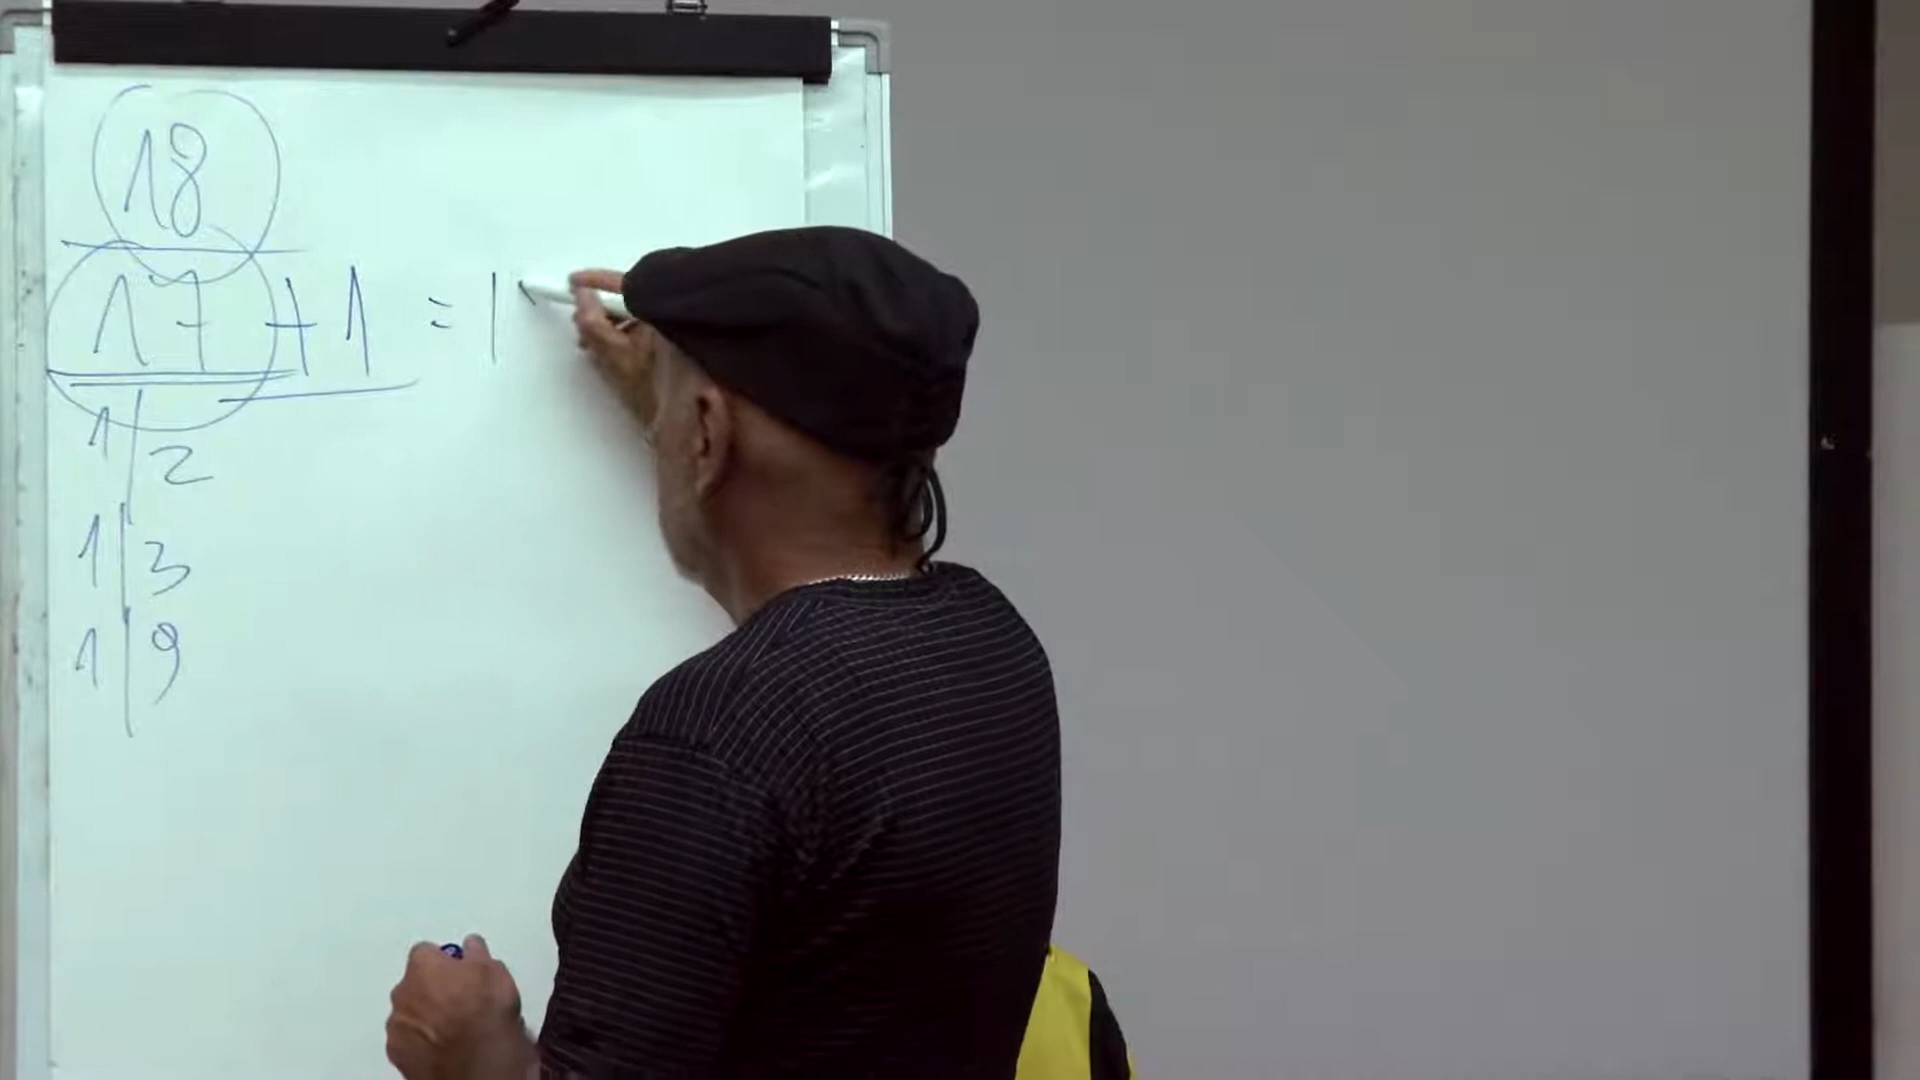 18
17 + 1 = 1
1 | 2
1 | 3
1 | 9